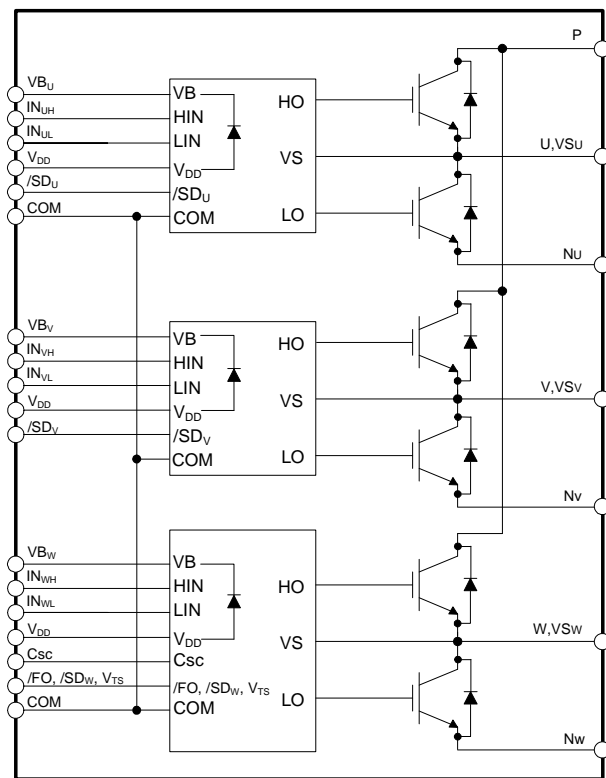 P
VBU
INUH
INUL
VDD
/SDU
COM
VB
HIN
LIN
VDD
/SDU
COM
HO
VS
LO
U,VSU
NU
VBV
INVH
INVL
VDD
/SDV
VB
HIN
LIN
VDD
/SDV
COM
HO
VS
LO
V,VSV
NV
VBW
INWH
INWL
VDD
Csc
/FO, /SDW, VTS
COM
VB
HIN
LIN
VDD
Csc
/FO, /SDW, VTS
COM
HO
VS
LO
W,VSW
NW